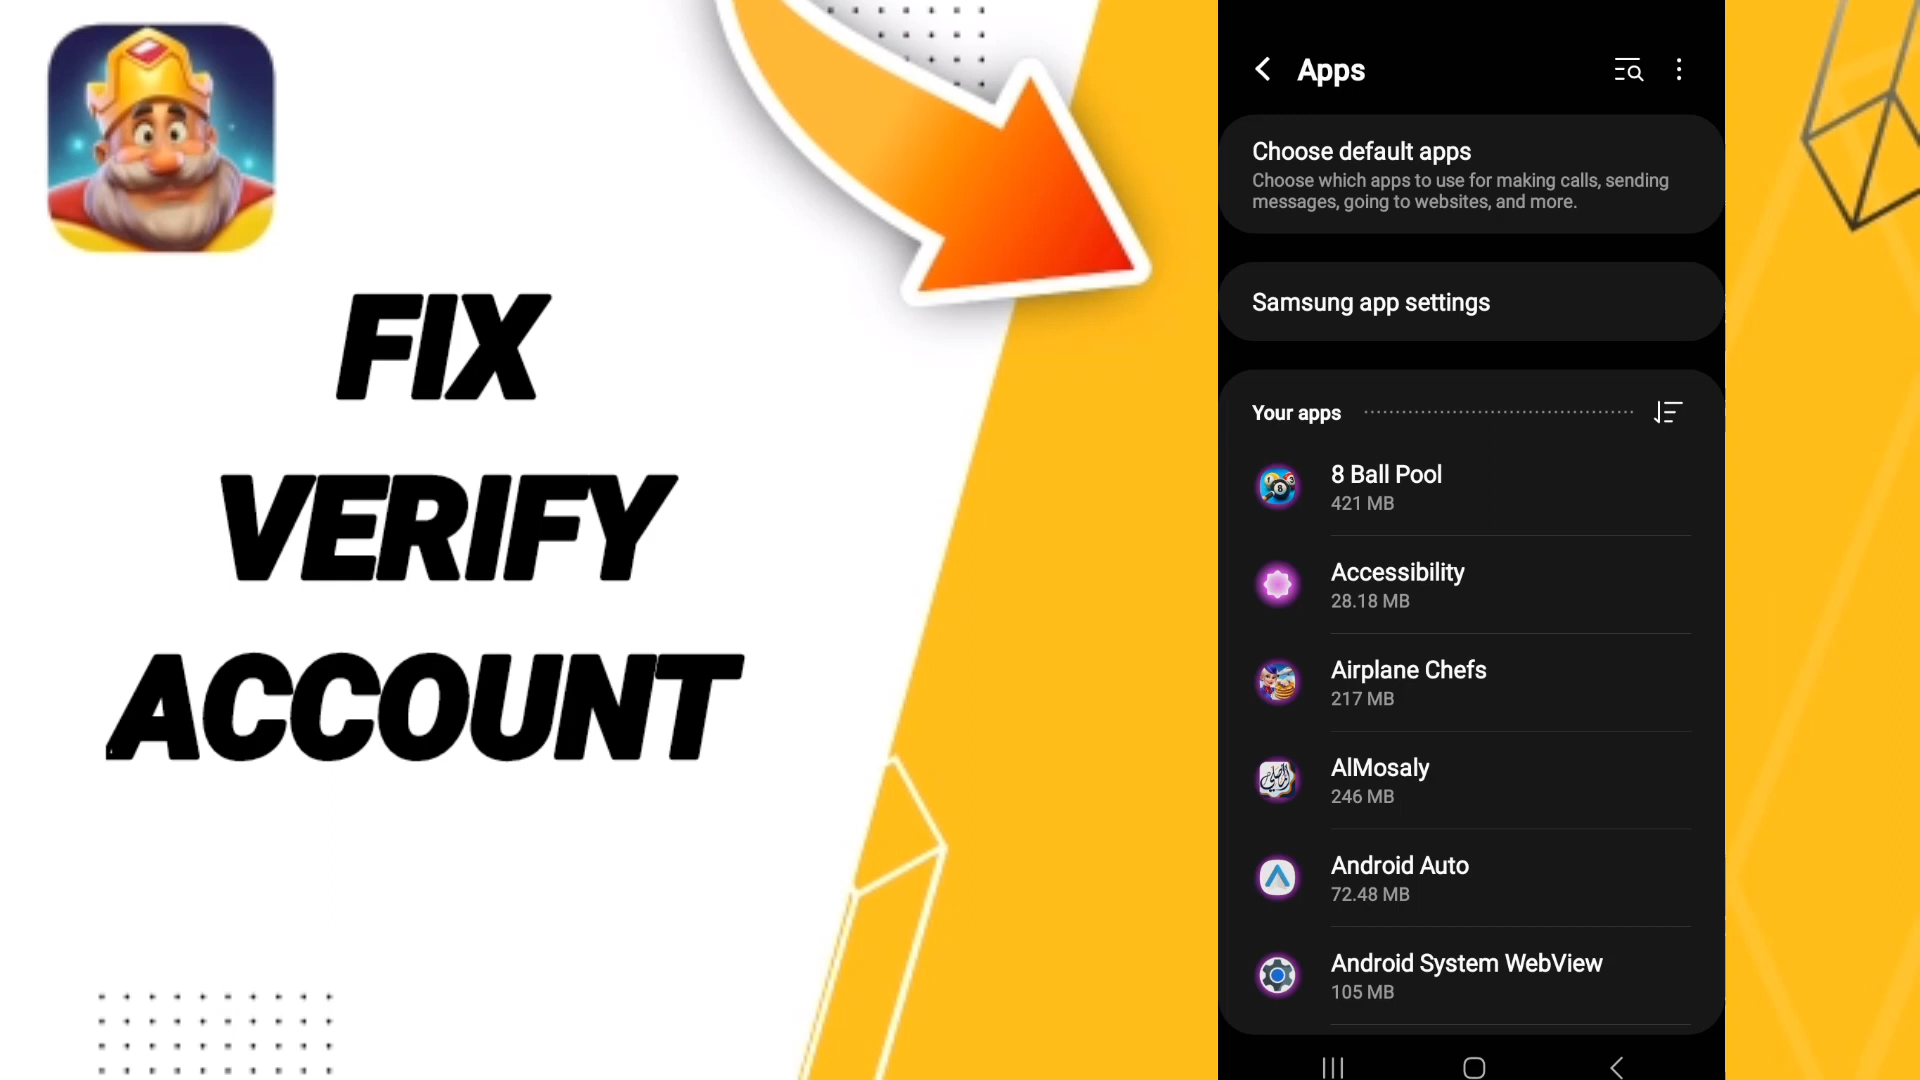 FIX
VERIFY
ACCOUNT
Apps
Choose default apps
Choose which apps to use for making calls, sending
messages, going to websites, and more.
Samsung app settings
Your apps
8 Ball Pool
421 MB
Accessibility
28.18 MB
Airplane Chefs
217 MB
AlMosaly
246 MB
Android Auto
72.48 MB
Android System WebView
105 MB